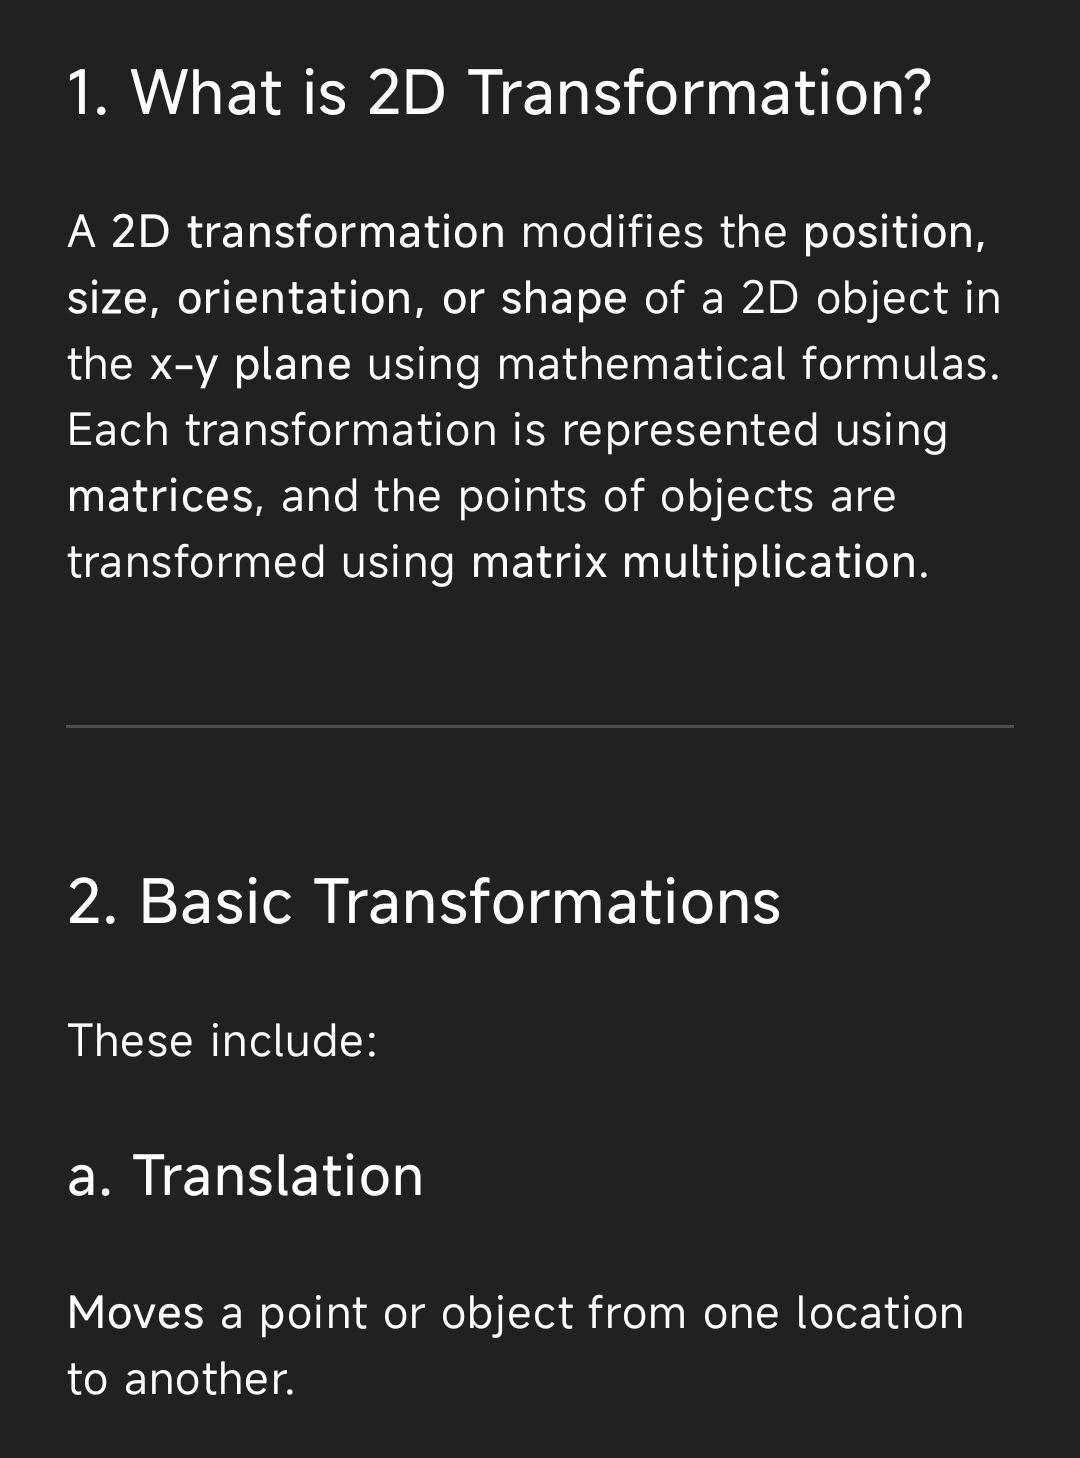 1. What is 2D Transformation?
A 2D transformation modifies the position,
size, orientation, or shape of a 2D object in
the x-y plane using mathematical formulas.
Each transformation is represented using
matrices, and the points of objects are
transformed using matrix multiplication.
2. Basic Transformations
These include:
a. Translation
Moves a point or object from one location
to another.